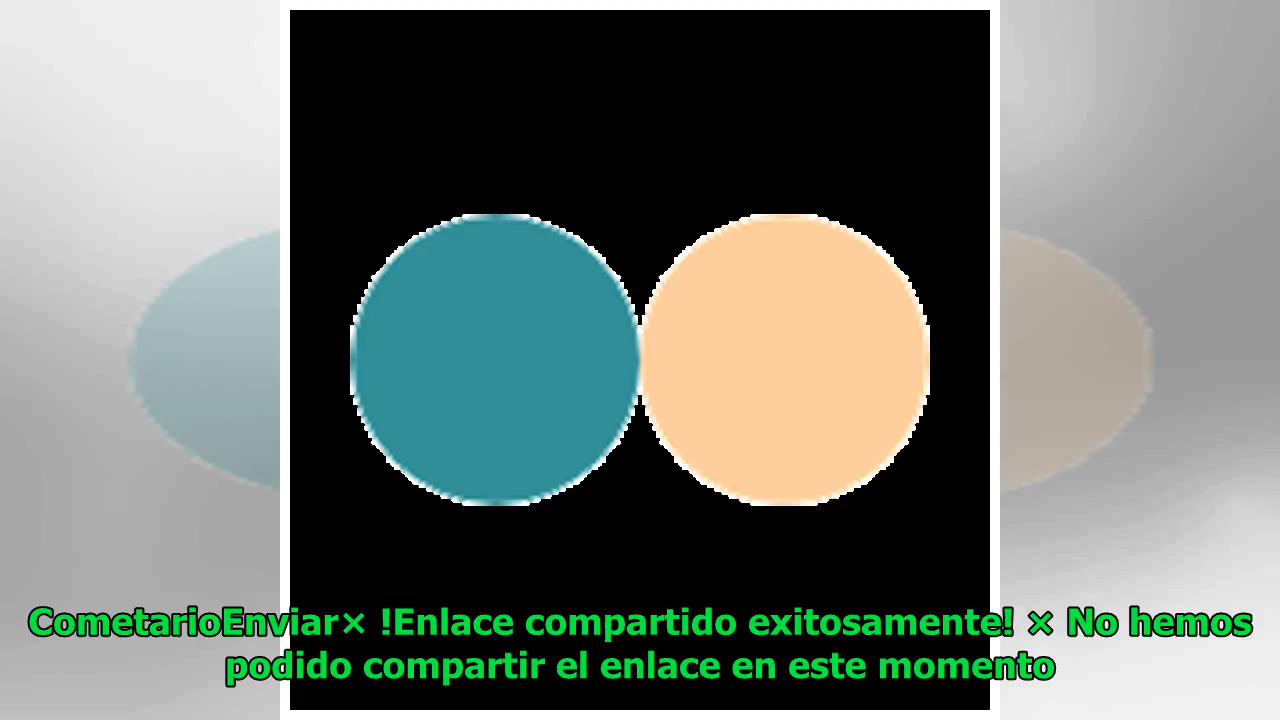 CometarioEnviar× !Enlace compartido exitosamente! × No hemos
podido compartir el enlace en este momento